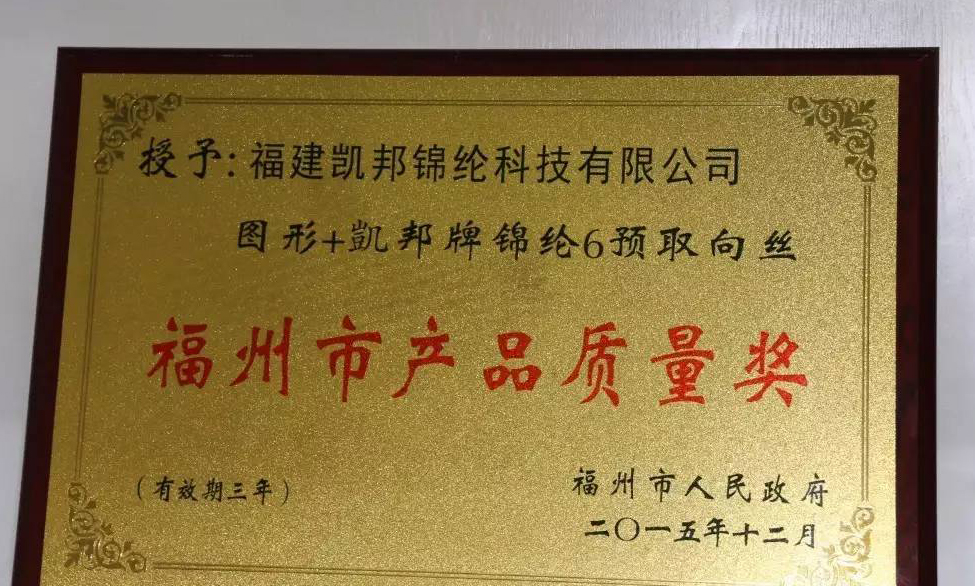 授予:福建凯邦锦纶科技有限公司
图形+凱邦牌锦纶6预取向丝
福州市产品质量奖
(有效期三年)
福州市人民政府
二〇一五年十二月